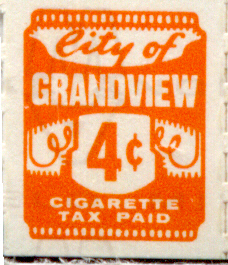 City of
GRANDVIEW
4¢
CIGARETTE
TAX PAID